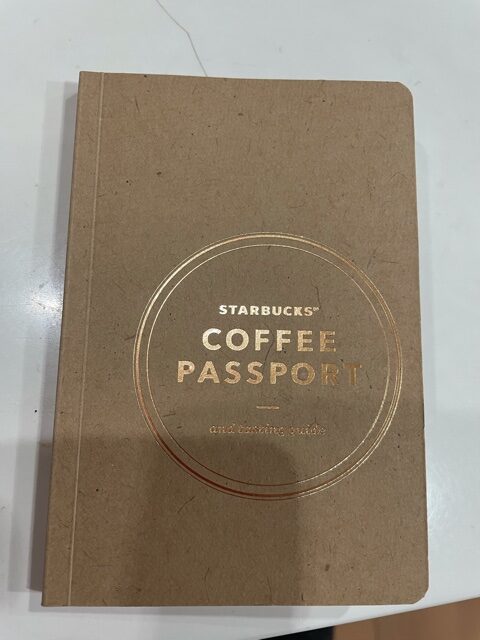 STARBUCKS®
COFFEE
PASSPORT
and tasting guide